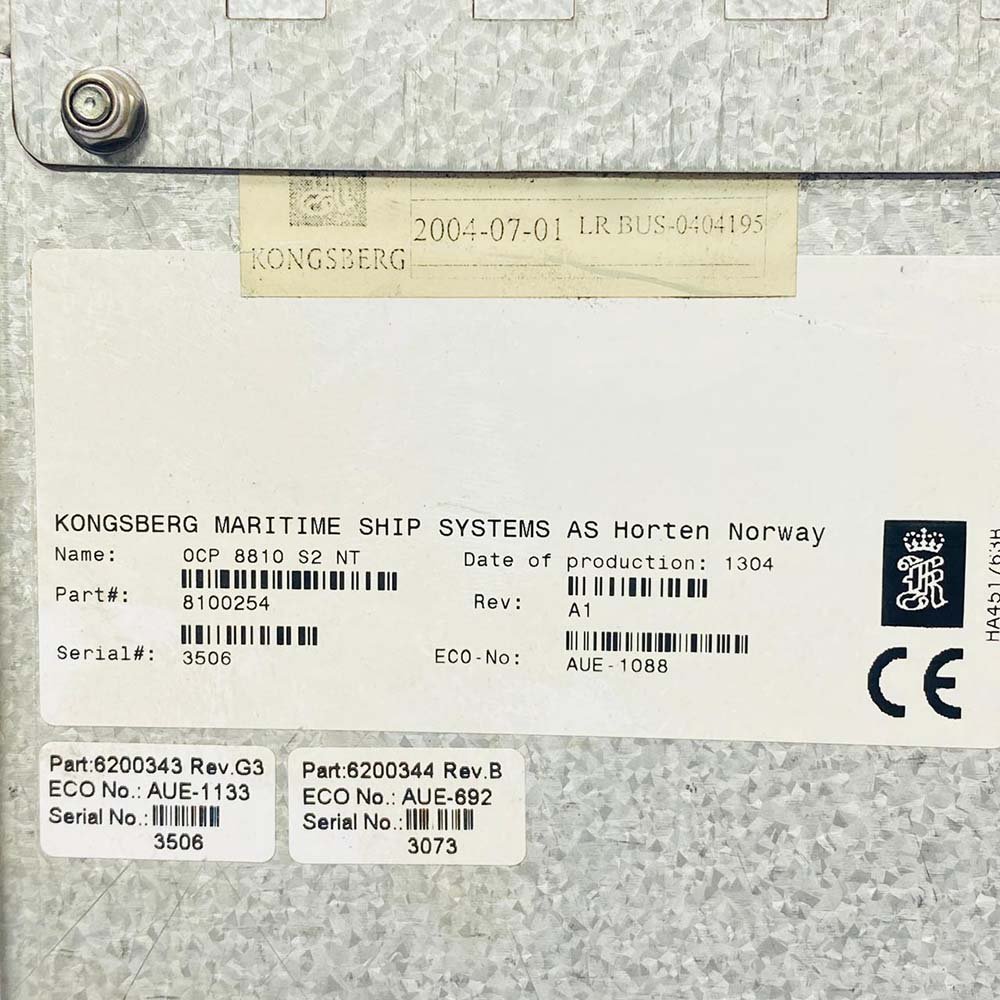 2004-07-01 LR BUS-0404195
KONGSBERG
KONGSBERG MARITIME SHIP SYSTEMS AS Horten Norway
Name: OCP 8810 S2 NT Date of production: 1304
Part#: 8100254 Rev: A1
Serial#: 3506 ECO-No: AUE-1088
CE
Part:6200343 Rev.G3
ECO No.: AUE-1133
Serial No.:
3506
Part:6200344 Rev.B
ECO No.: AUE-692
Serial No.:
3073